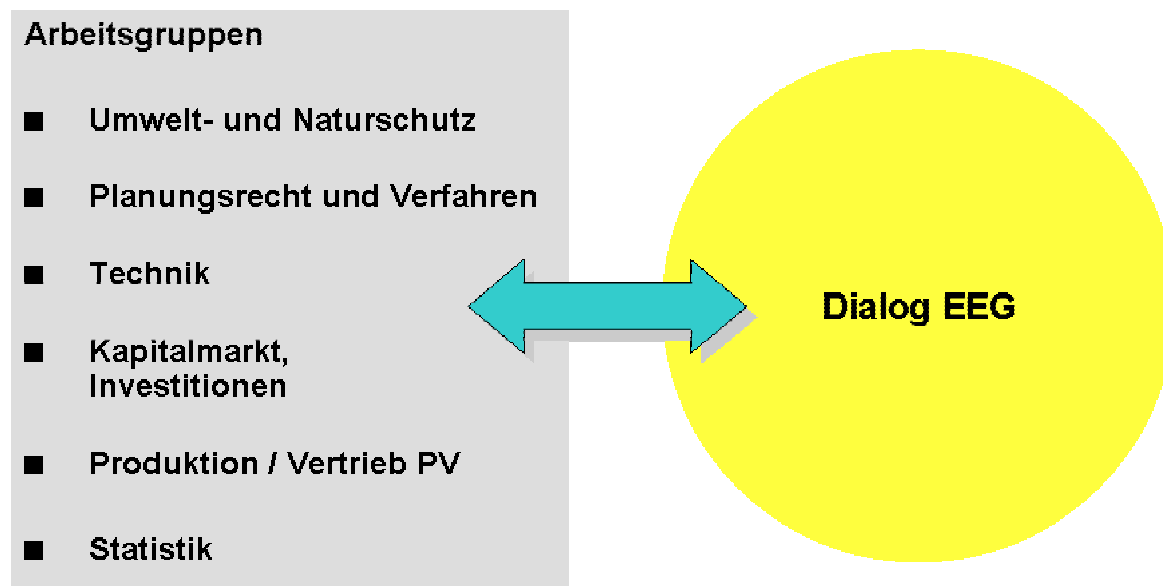 Arbeitsgruppen
Umwelt- und Naturschutz
Planungsrecht und Verfahren
Technik
Kapitalmarkt,
Investitionen
Produktion / Vertrieb PV
Statistik
Dialog EEG